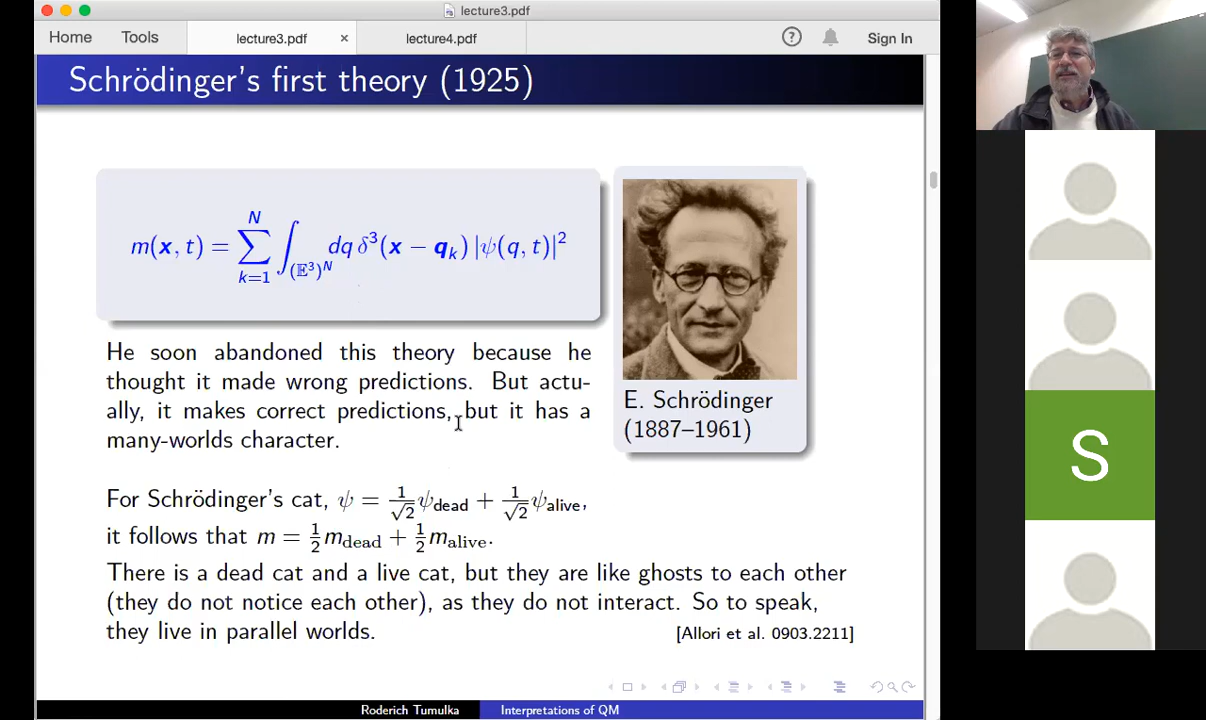 lecture3.pdf
Home Tools lecture3.pdf × lecture4.pdf ? Sign In
Schrödinger's first theory (1925)
m(x, t) = ∑_{k=1}^{N} ∫_{(𝔼³)^N} dq δ³(x − q_k) |ψ(q, t)|²
He soon abandoned this theory because he
thought it made wrong predictions. But actu-
ally, it makes correct predictions, but it has a
many-worlds character.
E. Schrödinger
(1887–1961)
For Schrödinger's cat, ψ = 1/√2 ψ_dead + 1/√2 ψ_alive,
it follows that m = 1/2 m_dead + 1/2 m_alive.
There is a dead cat and a live cat, but they are like ghosts to each other
(they do not notice each other), as they do not interact. So to speak,
they live in parallel worlds.
[Allori et al. 0903.2211]
Roderich Tumulka Interpretations of QM
S